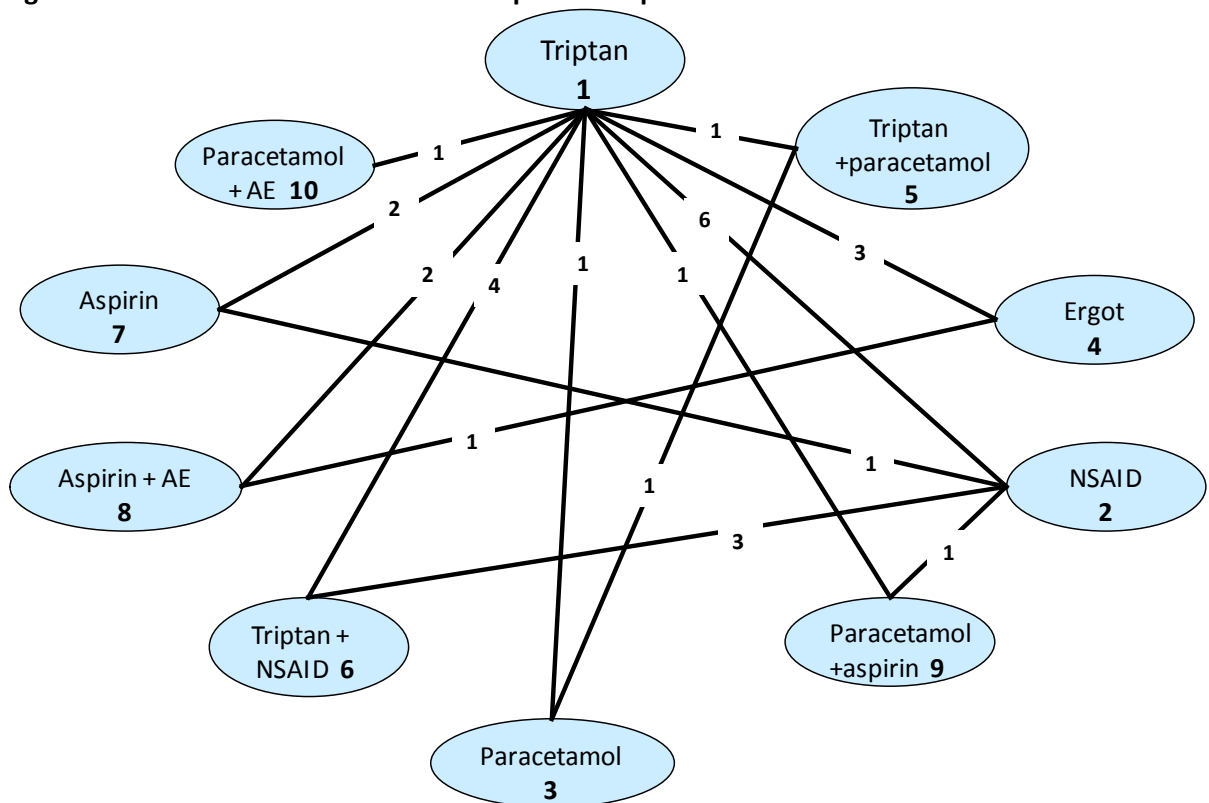 Triptan
1
1
Triptan
+paracetamol
5
Paracetamol
+ AE 10
1
2
6
3
Aspirin
7
2
4
1
1
Ergot
4
Aspirin + AE
8
1
1
1
NSAID
2
3
1
Triptan +
NSAID 6
Paracetamol
+aspirin 9
Paracetamol
3